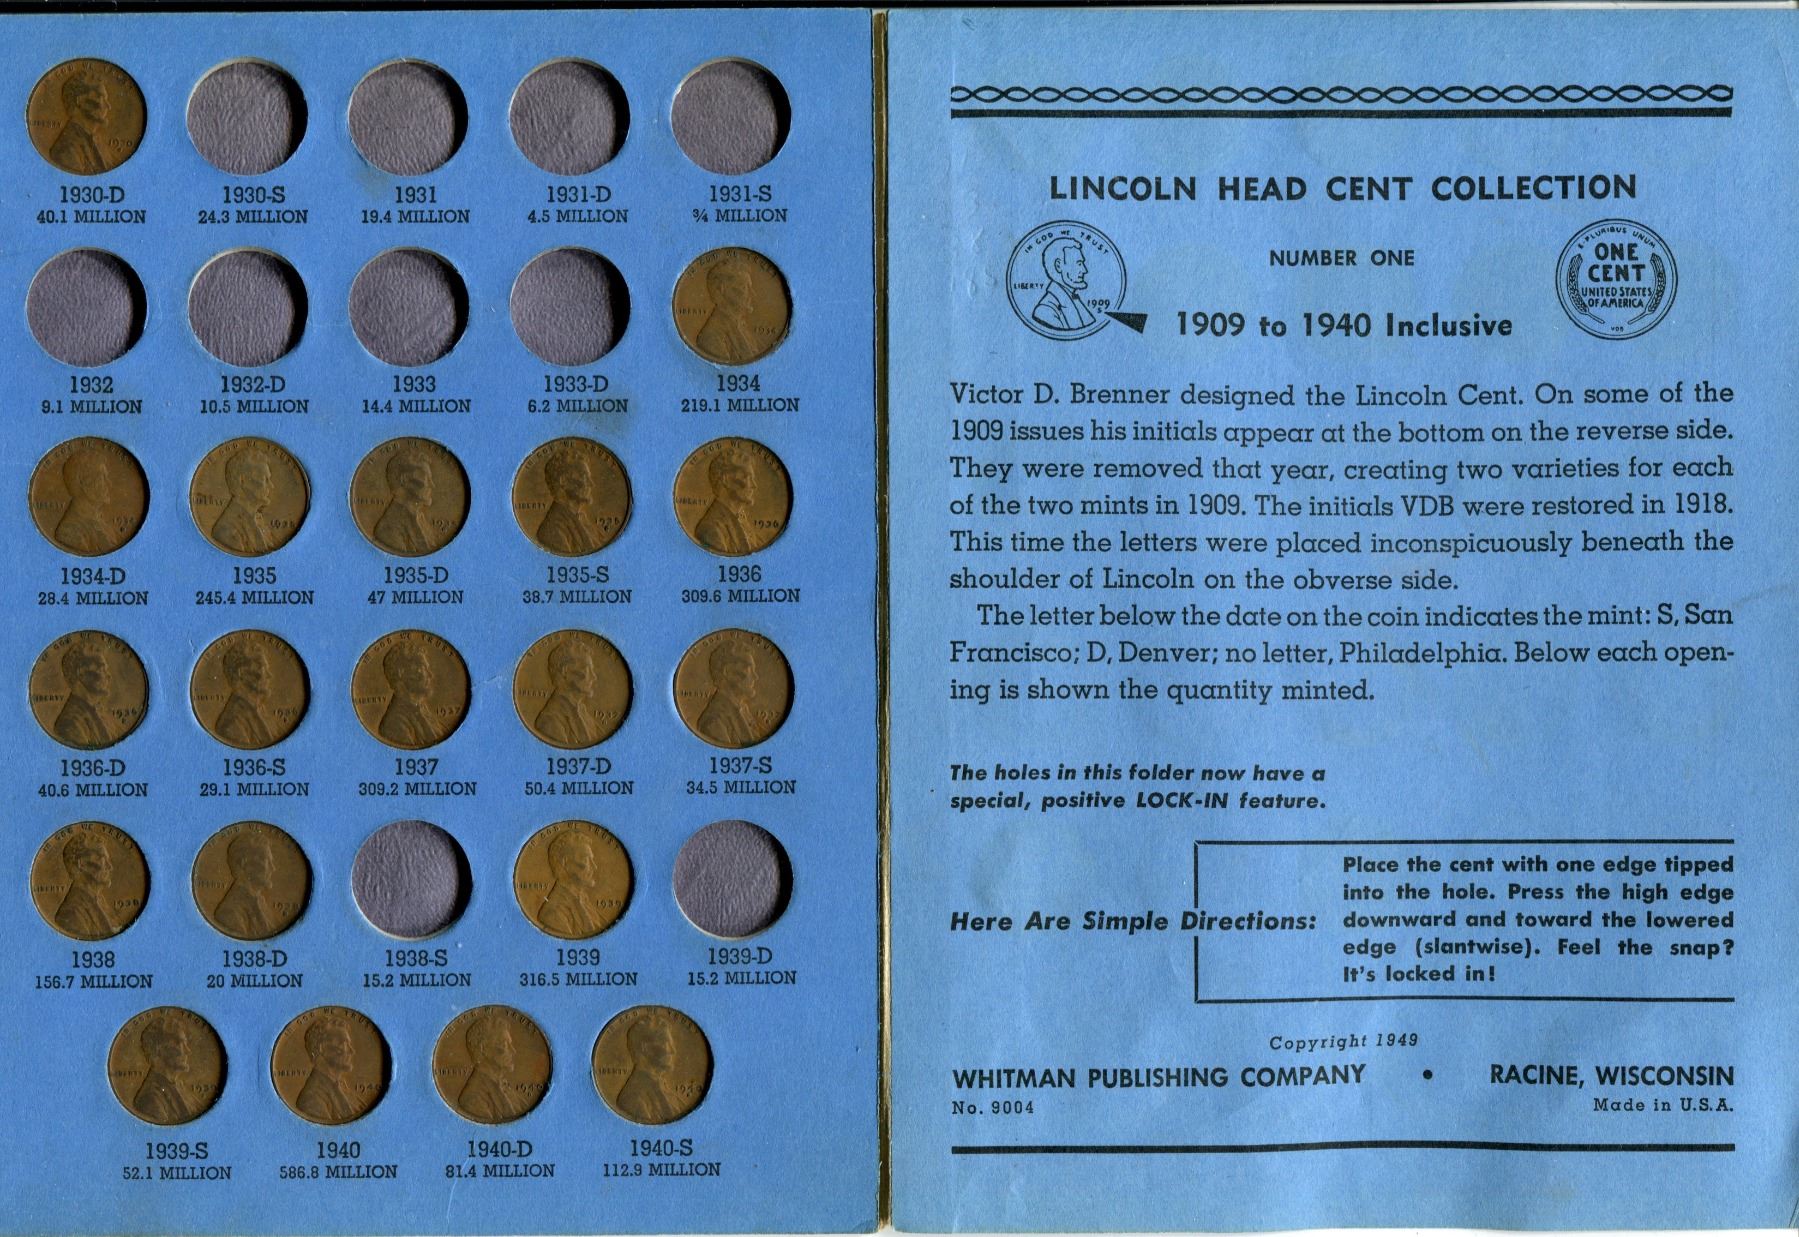 1930-D 1930-S 1931 1931-D 1931-S
40.1 MILLION 24.3 MILLION 19.4 MILLION 4.5 MILLION ¾ MILLION
1932 1932-D 1933 1933-D 1934
9.1 MILLION 10.5 MILLION 14.4 MILLION 6.2 MILLION 219.1 MILLION
1934-D 1935 1935-D 1935-S 1936
28.4 MILLION 245.4 MILLION 47 MILLION 38.7 MILLION 309.6 MILLION
1936-D 1936-S 1937 1937-D 1937-S
40.6 MILLION 29.1 MILLION 309.2 MILLION 50.4 MILLION 34.5 MILLION
1938 1938-D 1938-S 1939 1939-D
156.7 MILLION 20 MILLION 15.2 MILLION 316.5 MILLION 15.2 MILLION
1939-S 1940 1940-D 1940-S
52.1 MILLION 586.8 MILLION 81.4 MILLION 112.9 MILLION
LINCOLN HEAD CENT COLLECTION
IN GOD WE TRUST
LIBERTY
1909
S
NUMBER ONE
1909 to 1940 Inclusive
E PLURIBUS UNUM
ONE
CENT
UNITED STATES
OF AMERICA
VDB
Victor D. Brenner designed the Lincoln Cent. On some of the
1909 issues his initials appear at the bottom on the reverse side.
They were removed that year, creating two varieties for each
of the two mints in 1909. The initials VDB were restored in 1918.
This time the letters were placed inconspicuously beneath the
shoulder of Lincoln on the obverse side.
The letter below the date on the coin indicates the mint: S, San
Francisco; D, Denver; no letter, Philadelphia. Below each open-
ing is shown the quantity minted.
The holes in this folder now have a
special, positive LOCK-IN feature.
Here Are Simple Directions:
Place the cent with one edge tipped
into the hole. Press the high edge
downward and toward the lowered
edge (slantwise). Feel the snap?
It's locked in!
Copyright 1949
WHITMAN PUBLISHING COMPANY • RACINE, WISCONSIN
No. 9004 Made in U.S.A.